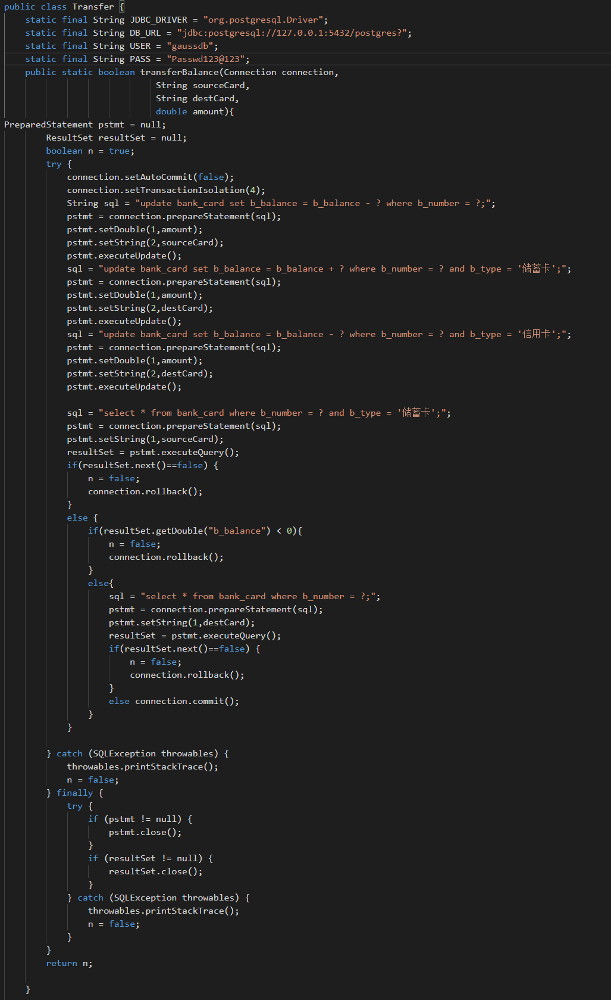 public class Transfer {
    static final String JDBC_DRIVER = "org.postgresql.Driver";
    static final String DB_URL = "jdbc:postgresql://127.0.0.1:5432/postgres?";
    static final String USER = "gaussdb";
    static final String PASS = "Passwd123@123";
    public static boolean transferBalance(Connection connection,
                             String sourceCard,
                             String destCard,
                             double amount){
PreparedStatement pstmt = null;
        ResultSet resultSet = null;
        boolean n = true;
        try {
            connection.setAutoCommit(false);
            connection.setTransactionIsolation(4);
            String sql = "update bank_card set b_balance = b_balance - ? where b_number = ?;";
            pstmt = connection.prepareStatement(sql);
            pstmt.setDouble(1,amount);
            pstmt.setString(2,sourceCard);
            pstmt.executeUpdate();
            sql = "update bank_card set b_balance = b_balance + ? where b_number = ? and b_type = '储蓄卡';";
            pstmt = connection.prepareStatement(sql);
            pstmt.setDouble(1,amount);
            pstmt.setString(2,destCard);
            pstmt.executeUpdate();
            sql = "update bank_card set b_balance = b_balance - ? where b_number = ? and b_type = '信用卡';";
            pstmt = connection.prepareStatement(sql);
            pstmt.setDouble(1,amount);
            pstmt.setString(2,destCard);
            pstmt.executeUpdate();

            sql = "select * from bank_card where b_number = ? and b_type = '储蓄卡';";
            pstmt = connection.prepareStatement(sql);
            pstmt.setString(1,sourceCard);
            resultSet = pstmt.executeQuery();
            if(resultSet.next()==false) {
                n = false;
                connection.rollback();
            }
            else {
                if(resultSet.getDouble("b_balance") < 0){
                    n = false;
                    connection.rollback();
                }
                else{
                    sql = "select * from bank_card where b_number = ?;";
                    pstmt = connection.prepareStatement(sql);
                    pstmt.setString(1,destCard);
                    resultSet = pstmt.executeQuery();
                    if(resultSet.next()==false) {
                        n = false;
                        connection.rollback();
                    }
                    else connection.commit();
                }
            }

        } catch (SQLException throwables) {
            throwables.printStackTrace();
            n = false;
        } finally {
            try {
                if (pstmt != null) {
                    pstmt.close();
                }
                if (resultSet != null) {
                    resultSet.close();
                }
            } catch (SQLException throwables) {
                throwables.printStackTrace();
                n = false;
            }
        }
        return n;

    }